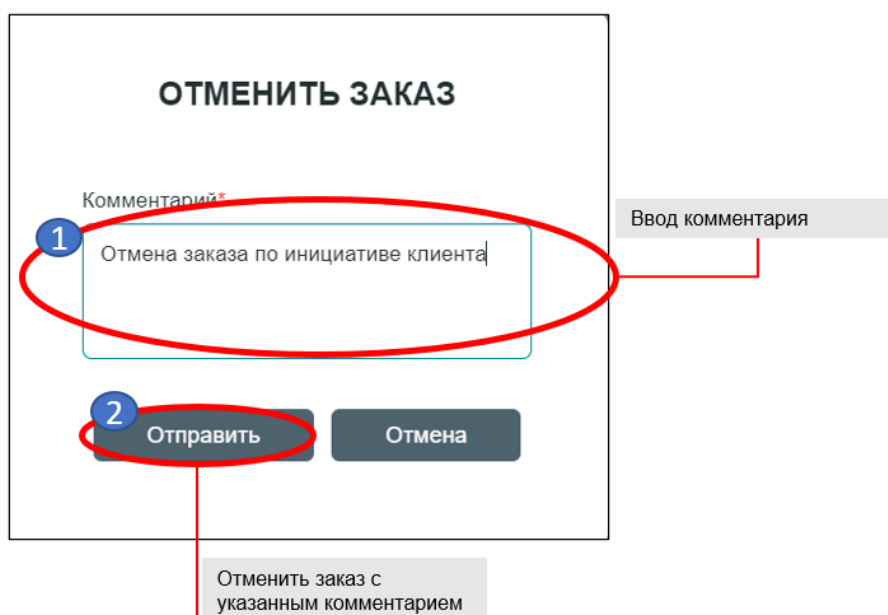 ОТМЕНИТЬ ЗАКАЗ
Комментарий*
Ввод комментария
1
Отмена заказа по инициативе клиента
2
Отправить
Отмена
Отменить заказ с
указанным комментарием